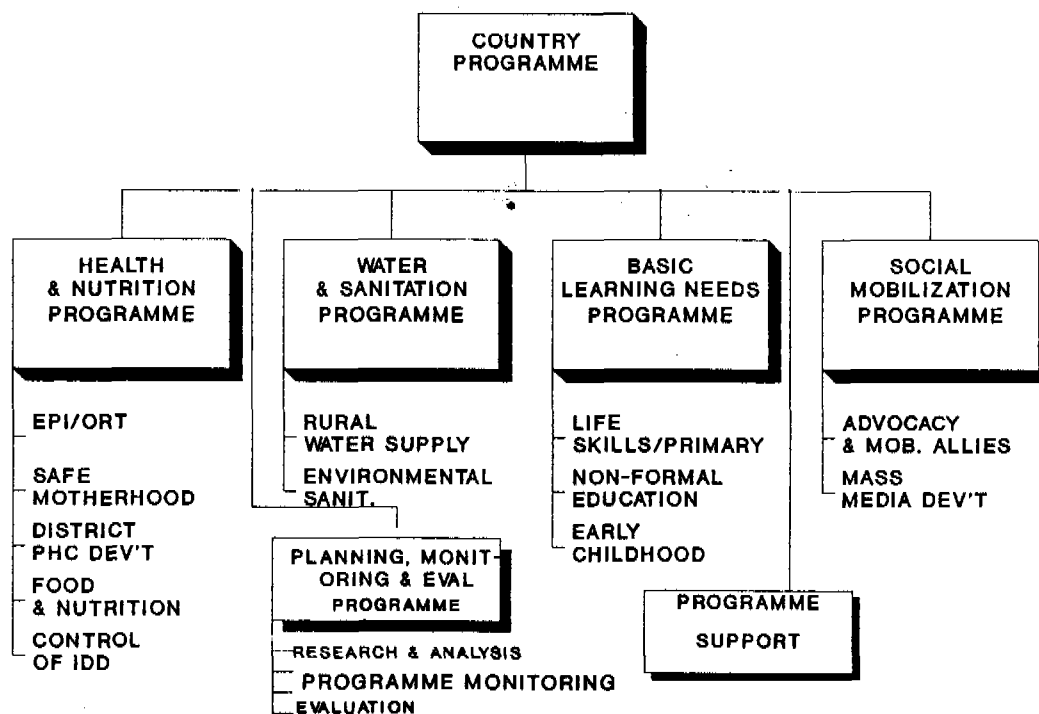 COUNTRY
PROGRAMME
HEALTH
& NUTRITION
PROGRAMME
EPI/ORT
SAFE
MOTHERHOOD
DISTRICT
PHC DEV'T
FOOD
& NUTRITION
CONTROL
OF IDD
WATER
& SANITATION
PROGRAMME
RURAL
WATER SUPPLY
ENVIRONMENTAL
SANIT.
PLANNING, MONIT-
ORING & EVAL
PROGRAMME
RESEARCH & ANALYSIS
PROGRAMME MONITORING
EVALUATION
BASIC
LEARNING NEEDS
PROGRAMME
LIFE
SKILLS/PRIMARY
NON-FORMAL
EDUCATION
EARLY
CHILDHOOD
PROGRAMME
SUPPORT
SOCIAL
MOBILIZATION
PROGRAMME
ADVOCACY
& MOB. ALLIES
MASS
MEDIA DEV'T